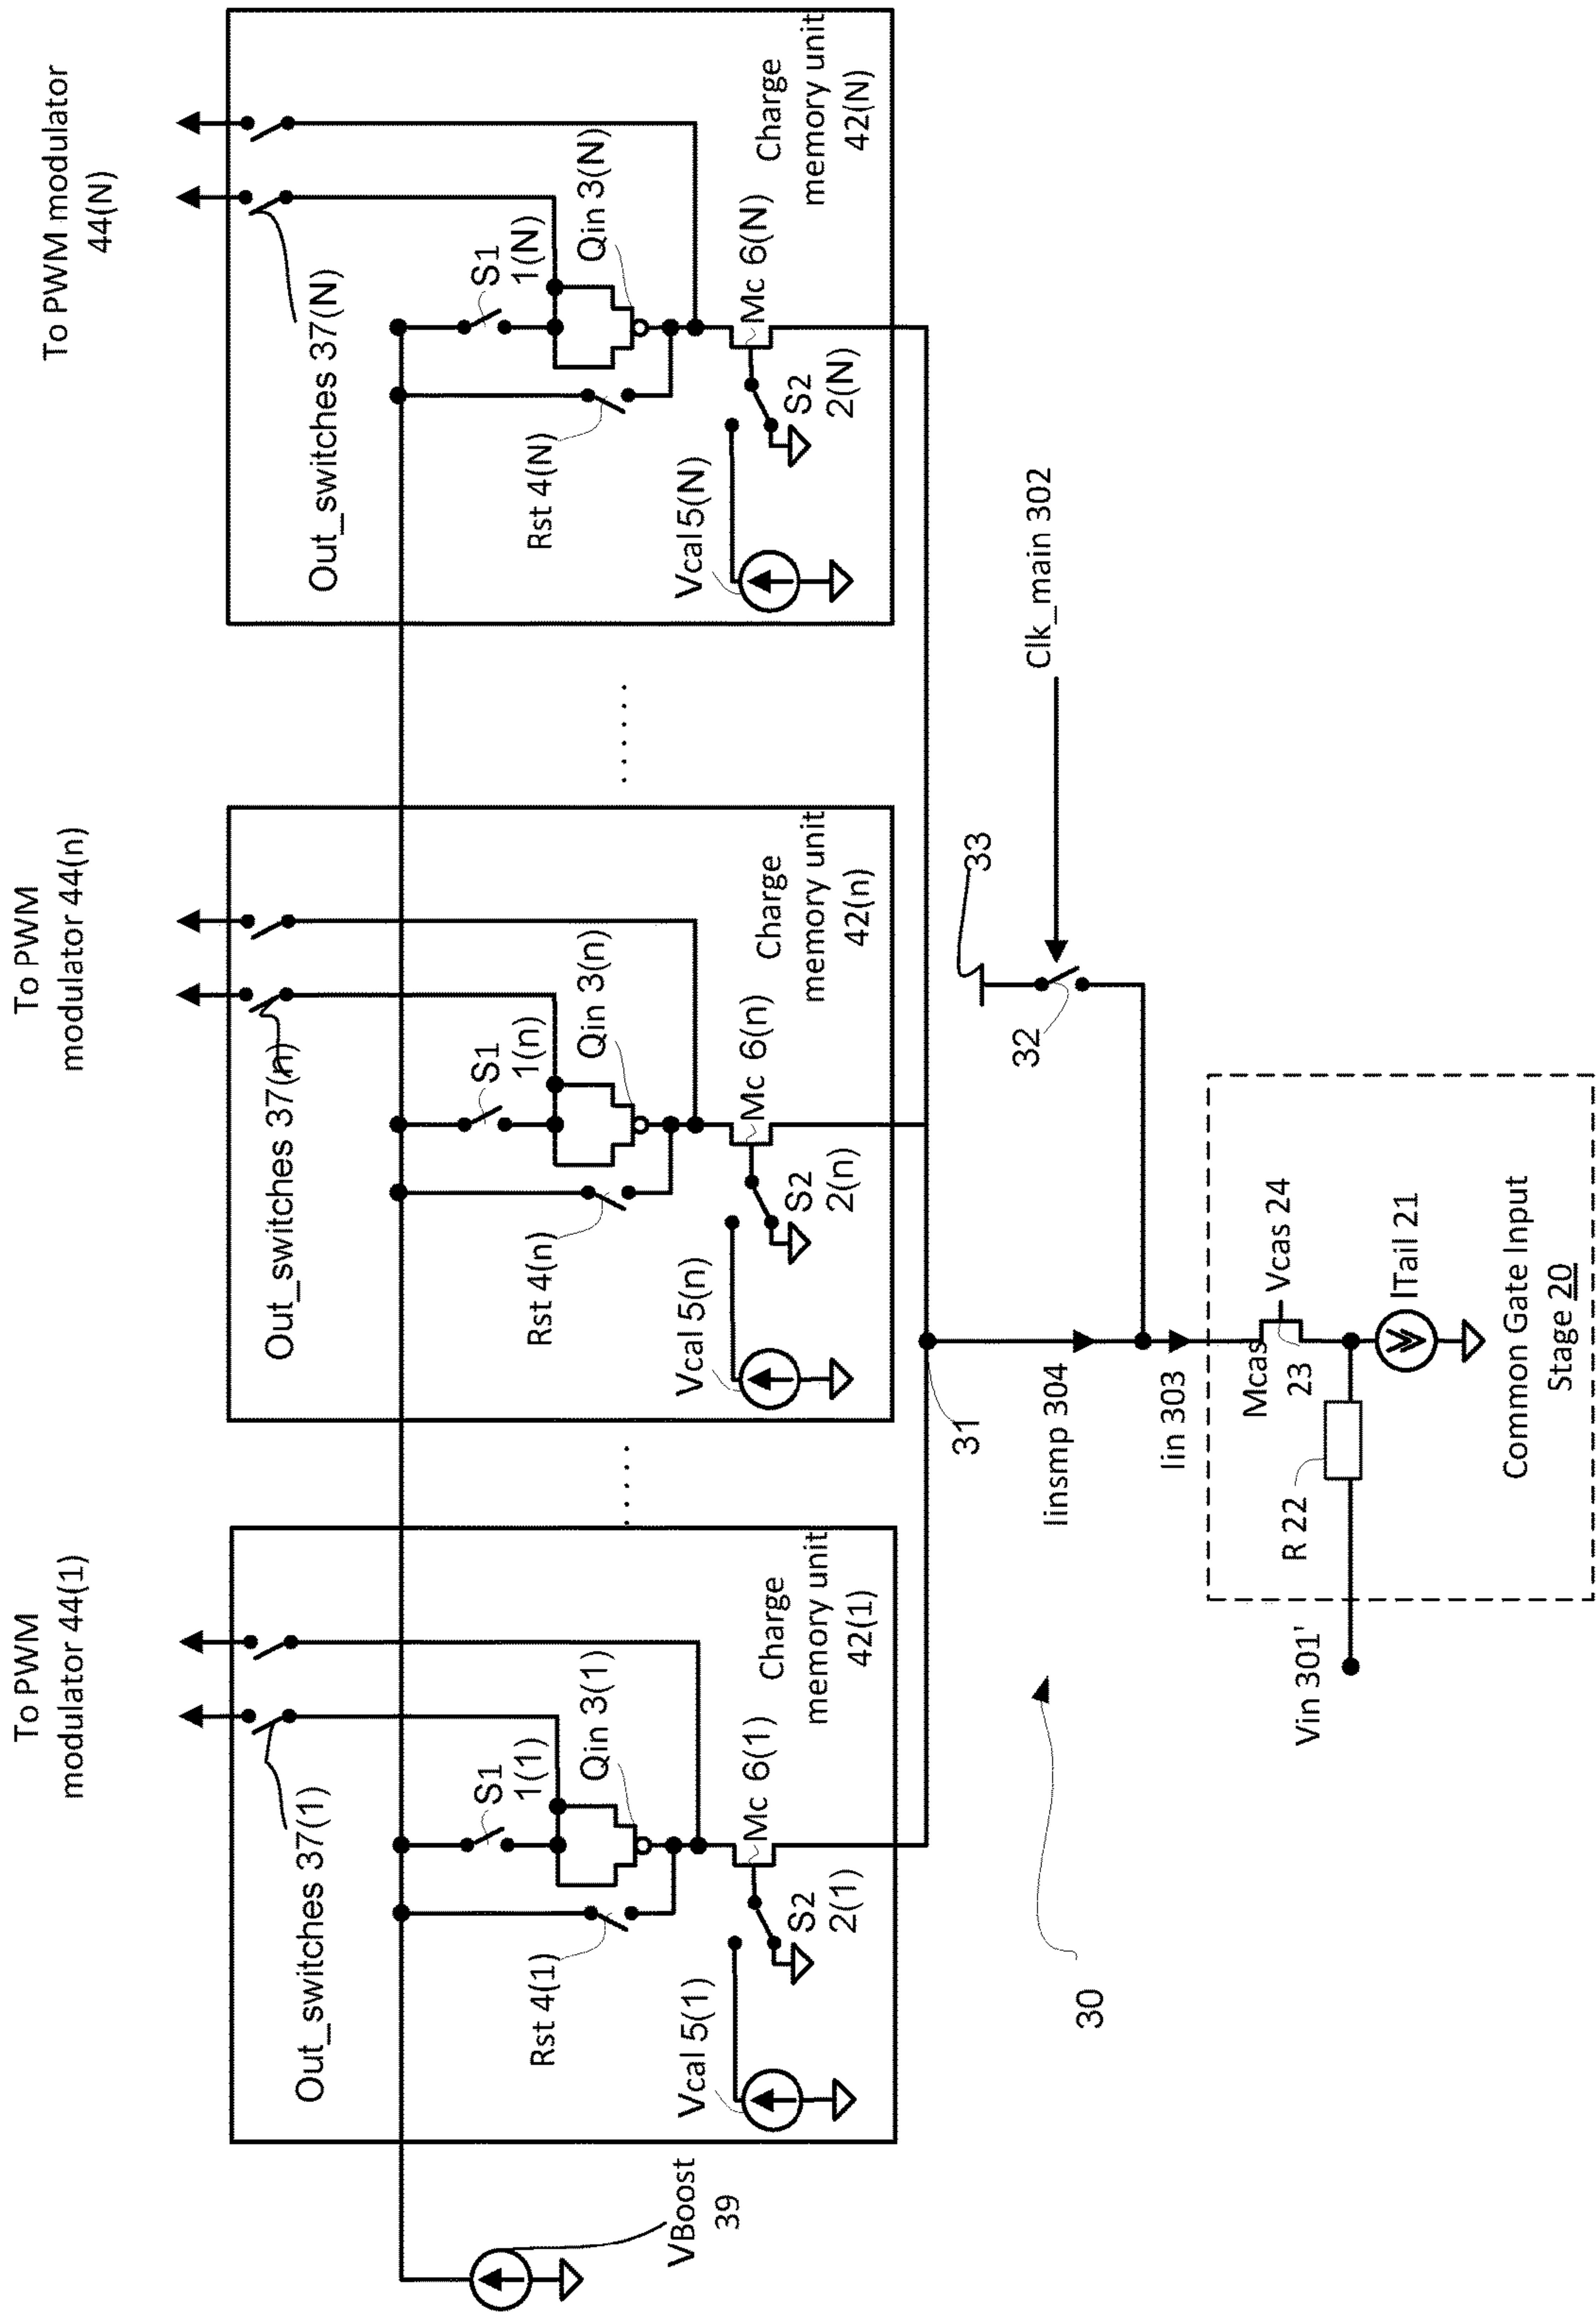 To PWM
modulator 44(1)
To PWM
modulator 44(n)
To PWM modulator
44(N)
Out_switches 37(1)
S1
1(1)
Qin 3(1)
Rst 4(1)
Vcal 5(1)
S2
2(1)
Mc 6(1)
Charge
memory unit
42(1)
. . . . .
Out_switches 37(n)
S1
1(n)
Qin 3(n)
Rst 4(n)
Vcal 5(n)
S2
2(n)
Mc 6(n)
Charge
memory unit
42(n)
. . . . . .
Out_switches 37(N)
S1
1(N)
Qin 3(N)
Rst 4(N)
Vcal 5(N)
S2
2(N)
Mc 6(N)
Charge
memory unit
42(N)
VBoost
39
31
33
32
Clk_main 302
Iinsmp 304
Iin 303
30
Vin 301'
R 22
Mcas
23
Vcas 24
ITail 21
Common Gate Input
Stage 20